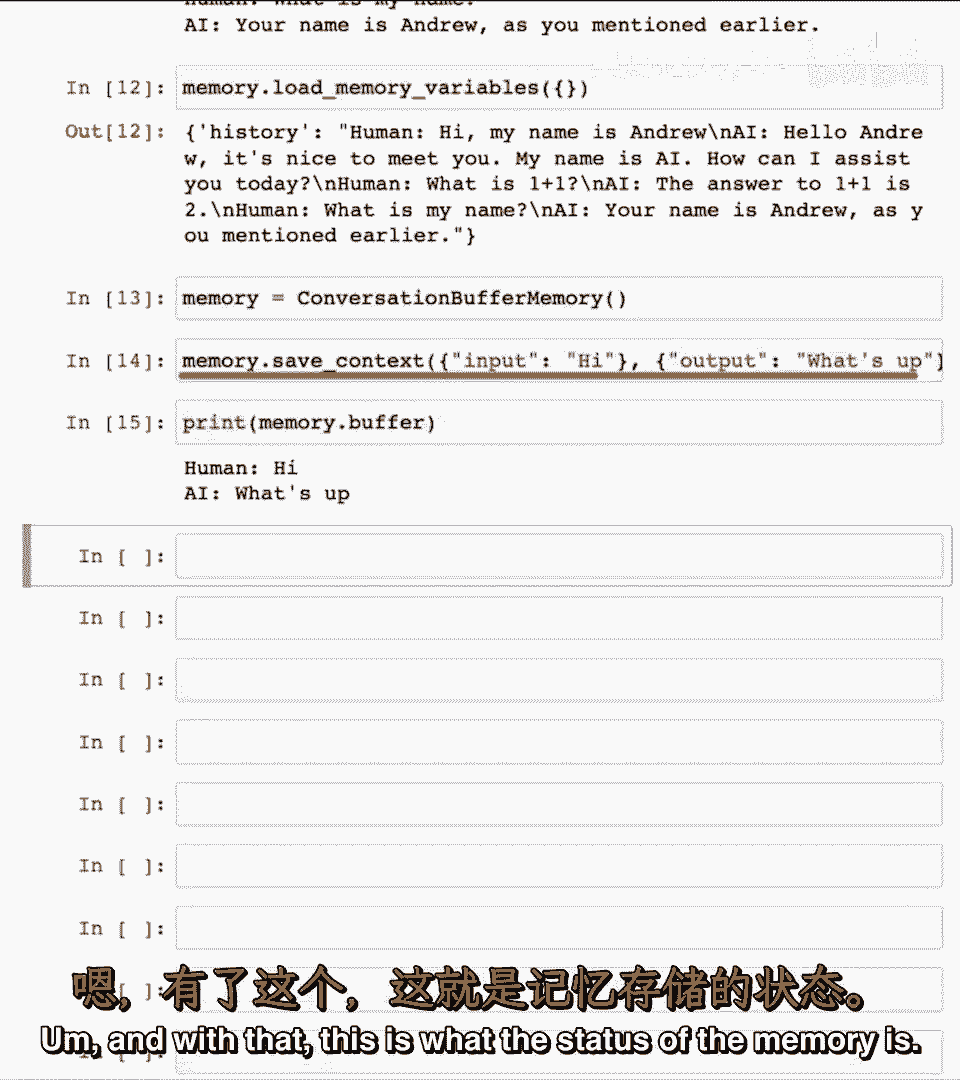 Human: What is my name?
AI: Your name is Andrew, as you mentioned earlier.
In [12]: memory.load_memory_variables({})
Out[12]: {'history': "Human: Hi, my name is Andrew\nAI: Hello Andre
w, it's nice to meet you. My name is AI. How can I assist
you today?\nHuman: What is 1+1?\nAI: The answer to 1+1 is
2.\nHuman: What is my name?\nAI: Your name is Andrew, as y
ou mentioned earlier."}
In [13]: memory = ConversationBufferMemory()
In [14]: memory.save_context({"input": "Hi"}, {"output": "What's up"}
In [15]: print(memory.buffer)
Human: Hi
AI: What's up
In [ ]:
In [ ]:
In [ ]:
In [ ]:
In [ ]:
In [ ]:
In [ ]:
嗯，有了这个，这就是记忆存储的状态。
Um, and with that, this is what the status of the memory is.